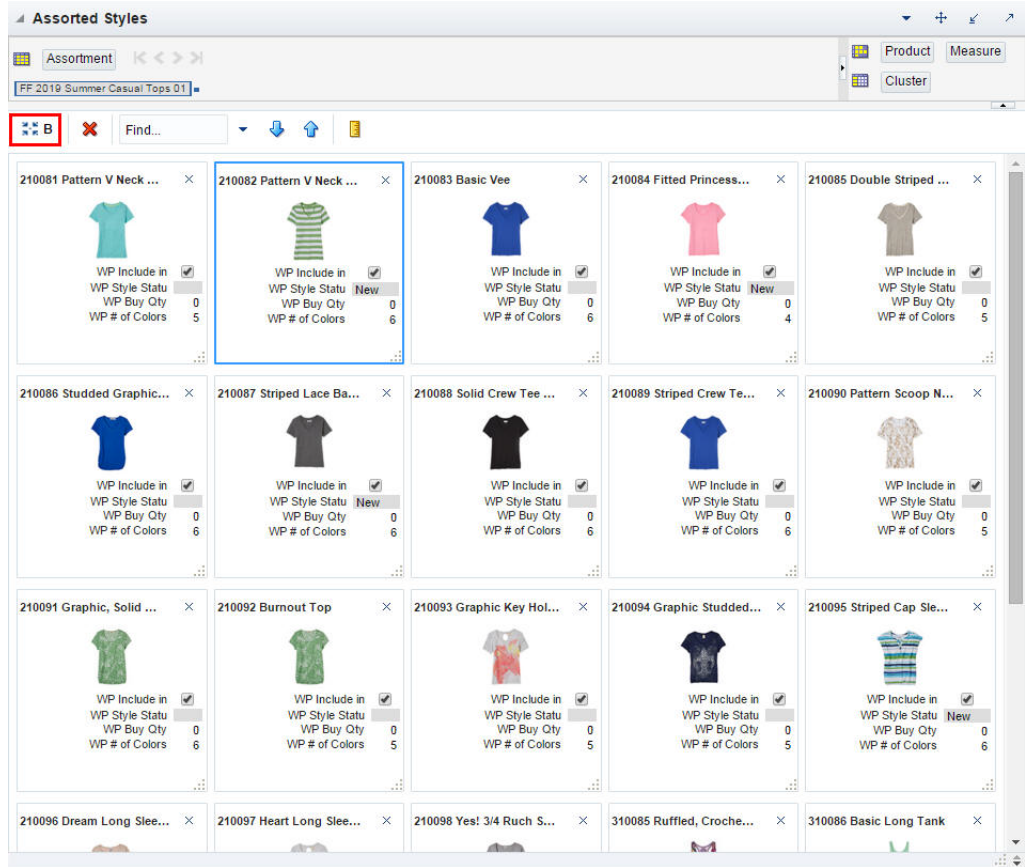 Assorted Styles
Assortment
Product Measure
FF 2019 Summer Casual Tops 01
Cluster
B
Find...
210081 Pattern V Neck ...
WP Include in
WP Style Statu
WP Buy Qty 0
WP # of Colors 5
210082 Pattern V Neck ...
WP Include in
WP Style Statu New
WP Buy Qty 0
WP # of Colors 6
210083 Basic Vee
WP Include in
WP Style Statu
WP Buy Qty 0
WP # of Colors 6
210084 Fitted Princess...
WP Include in
WP Style Statu New
WP Buy Qty 0
WP # of Colors 4
210085 Double Striped ...
WP Include in
WP Style Statu
WP Buy Qty 0
WP # of Colors 5
210086 Studded Graphic...
WP Include in
WP Style Statu
WP Buy Qty 0
WP # of Colors 6
210087 Striped Lace Ba...
WP Include in
WP Style Statu New
WP Buy Qty 0
WP # of Colors 6
210088 Solid Crew Tee ...
WP Include in
WP Style Statu
WP Buy Qty 0
WP # of Colors 6
210089 Striped Crew Te...
WP Include in
WP Style Statu
WP Buy Qty 0
WP # of Colors 6
210090 Pattern Scoop N...
WP Include in
WP Style Statu
WP Buy Qty 0
WP # of Colors 5
210091 Graphic, Solid ...
WP Include in
WP Style Statu
WP Buy Qty 0
WP # of Colors 6
210092 Burnout Top
WP Include in
WP Style Statu
WP Buy Qty 0
WP # of Colors 5
210093 Graphic Key Hol...
WP Include in
WP Style Statu
WP Buy Qty 0
WP # of Colors 5
210094 Graphic Studded...
WP Include in
WP Style Statu
WP Buy Qty 0
WP # of Colors 5
210095 Striped Cap Sle...
WP Include in
WP Style Statu New
WP Buy Qty 0
WP # of Colors 6
210096 Dream Long Slee...
210097 Heart Long Slee...
210098 Yes! 3/4 Ruch S...
310085 Ruffled, Croche...
310086 Basic Long Tank